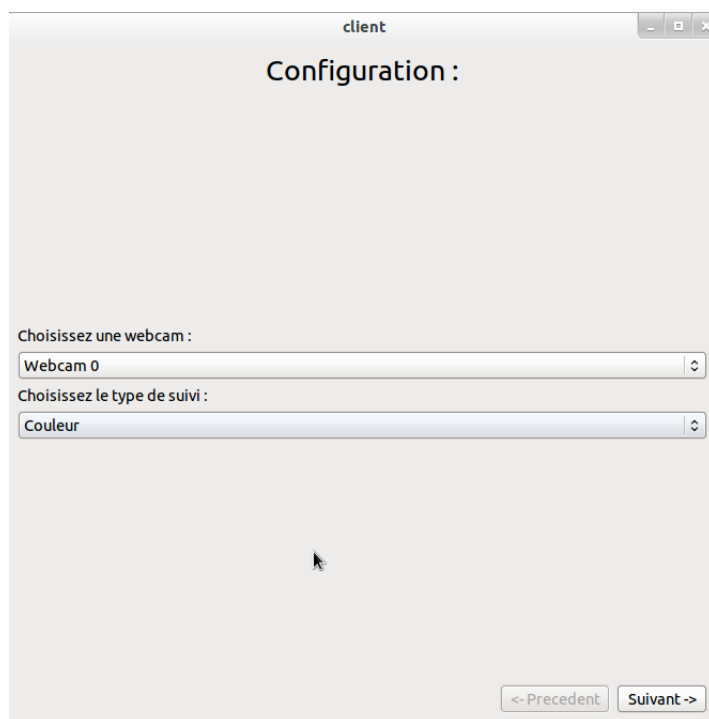 client
Configuration :
Choisissez une webcam :
Webcam 0
Choisissez le type de suivi :
Couleur
<- Precedent Suivant ->